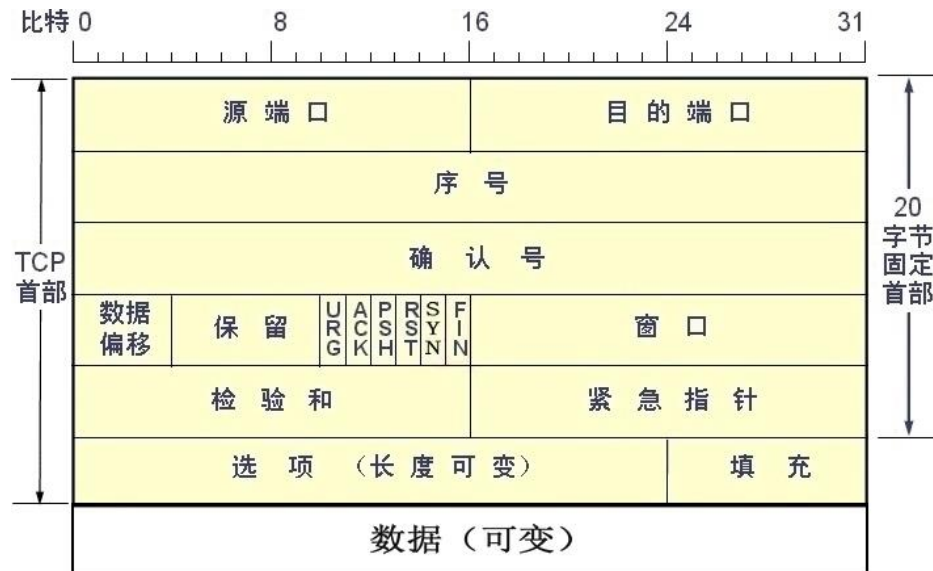 比特 0 8 16 24 31
源端口 目的端口
序号
确认号
TCP
首部
20
字节
固定
首部
数据
偏移
保留
URG
ACK
PSH
RST
SYN
FIN
窗口
检验和 紧急指针
选项（长度可变） 填充
数据（可变）